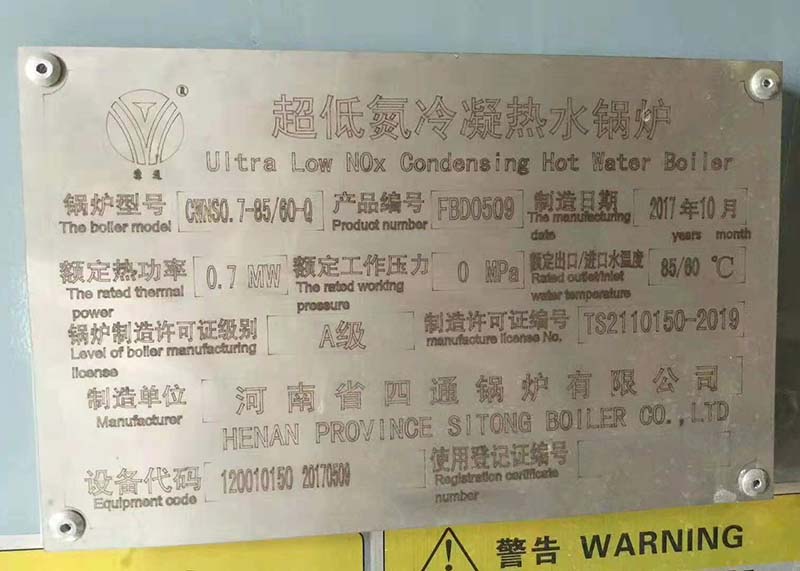 ®
超低氮冷凝热水锅炉
Ultra Low NOx Condensing Hot Water Boiler
锅炉型号 CWNS0.7-85/60-Q 产品编号 FBD0509 制造日期 2017年10月
The boiler model Product number The manufacturing date years month
额定热功率 0.7 MW 额定工作压力 0 MPa 额定出口/进口水温度 85/60 ℃
The rated thermal power The rated working pressure Rated outlet/inlet water temperature
锅炉制造许可证级别 A级 制造许可证编号 TS2110150-2019
Level of boiler manufacturing license manufacture license No.
制造单位 河南省四通锅炉有限公司
Manufacturer HENAN PROVINCE SITONG BOILER CO.,LTD
设备代码 120010150 20170509 使用登记证编号
Equipment code Registration certificate number
警告 WARNING